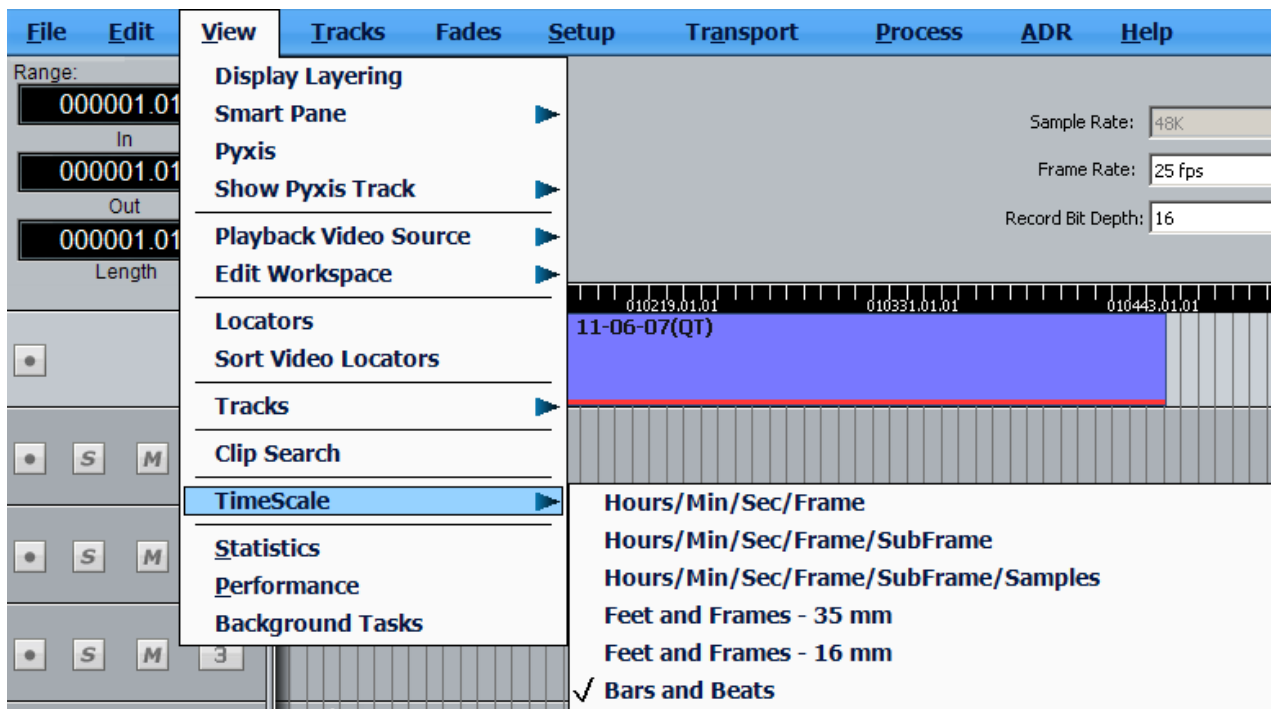 File Edit View Tracks Fades Setup Transport Process ADR Help
Range:
000001.01
In
000001.01
Out
000001.01
Length
Display Layering
Smart Pane
Pyxis
Show Pyxis Track
Playback Video Source
Edit Workspace
Locators
Sort Video Locators
Tracks
Clip Search
TimeScale
Statistics
Performance
Background Tasks
Sample Rate: 48K
Frame Rate: 25 fps
Record Bit Depth: 16
010219.01.01 010331.01.01 010443.01.01
11-06-07(QT)
S M
S M
S M 3
Hours/Min/Sec/Frame
Hours/Min/Sec/Frame/SubFrame
Hours/Min/Sec/Frame/SubFrame/Samples
Feet and Frames - 35 mm
Feet and Frames - 16 mm
Bars and Beats